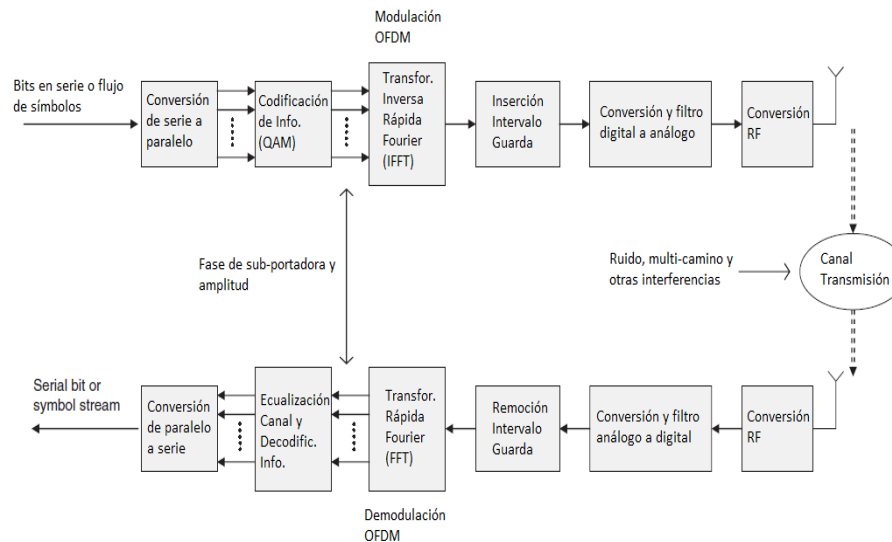 Modulación
OFDM
Bits en serie o flujo
de símbolos
Conversión
de serie a
paralelo
Codificación
de Info.
(QAM)
Transfor.
Inversa
Rápida
Fourier
(IFFT)
Inserción
Intervalo
Guarda
Conversión y filtro
digital a análogo
Conversión
RF
Fase de sub-portadora y
amplitud
Ruido, multi-camino y
otras interferencias
Canal
Transmisión
Serial bit or
symbol stream
Conversión
de paralelo
a serie
Ecualización
Canal y
Decodific.
Info.
Transfor.
Rápida
Fourier
(FFT)
Remoción
Intervalo
Guarda
Conversión y filtro
análogo a digital
Conversión
RF
Demodulación
OFDM